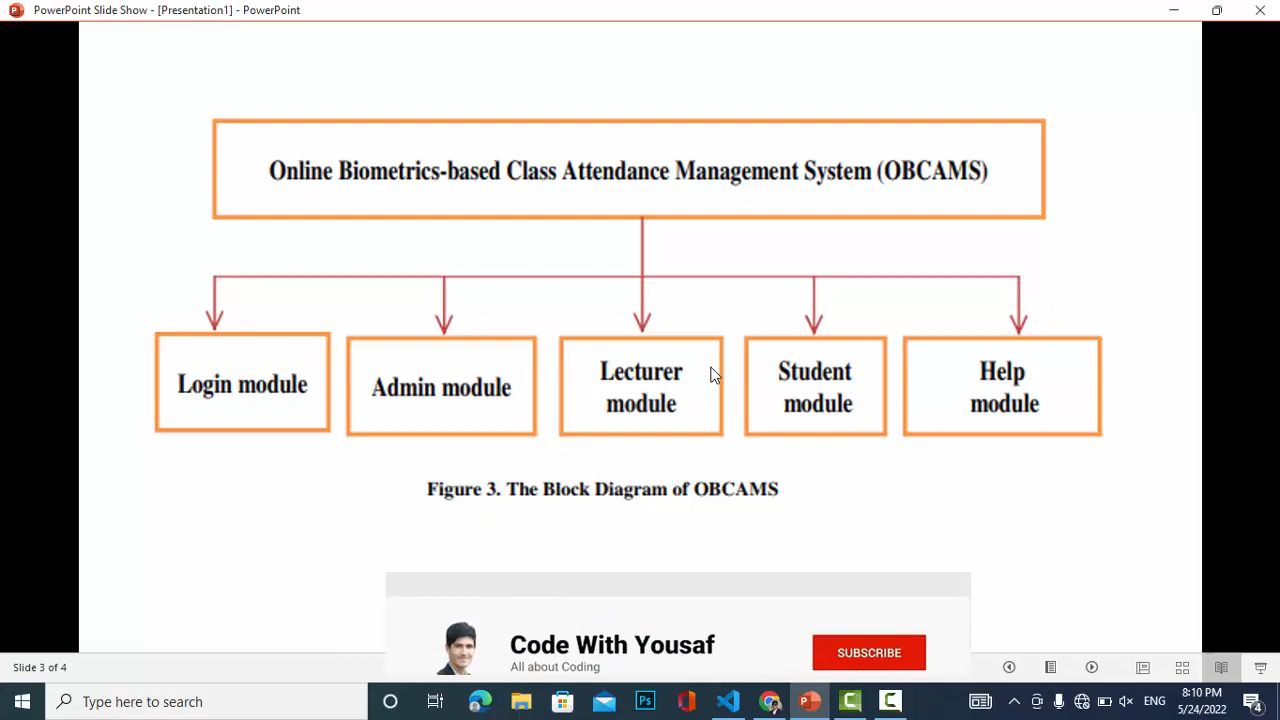 PowerPoint Slide Show - [Presentation1] - PowerPoint
Online Biometrics-based Class Attendance Management System (OBCAMS)
Login module
Admin module
Lecturer
module
Student
module
Help
module
Figure 3. The Block Diagram of OBCAMS
Code With Yousaf
All about Coding
SUBSCRIBE
Slide 3 of 4
Type here to search
Ps
ENG
8:10 PM
5/24/2022
4